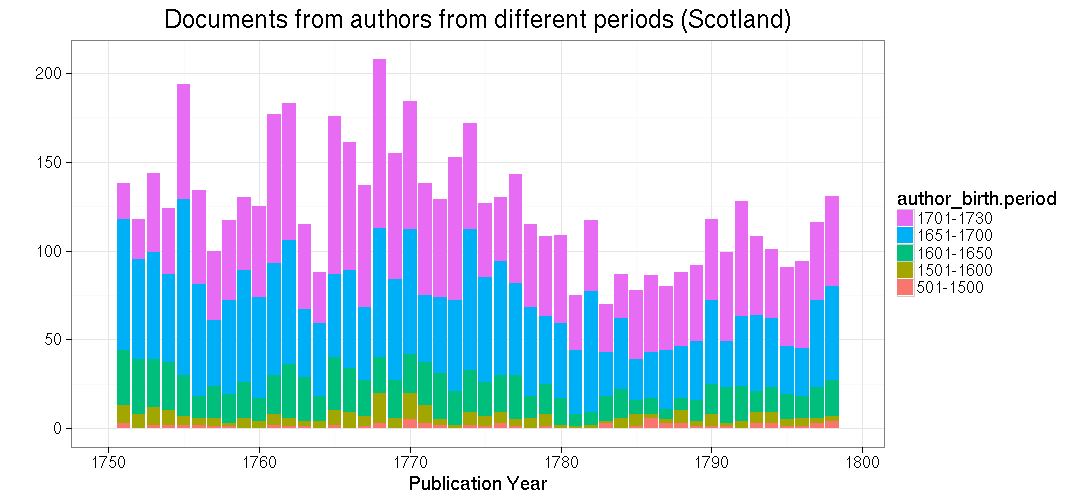 Documents from authors from different periods (Scotland)
200
150
100
50
0
1750 1760 1770 1780 1790 1800
Publication Year
author_birth.period
1701-1730
1651-1700
1601-1650
1501-1600
501-1500